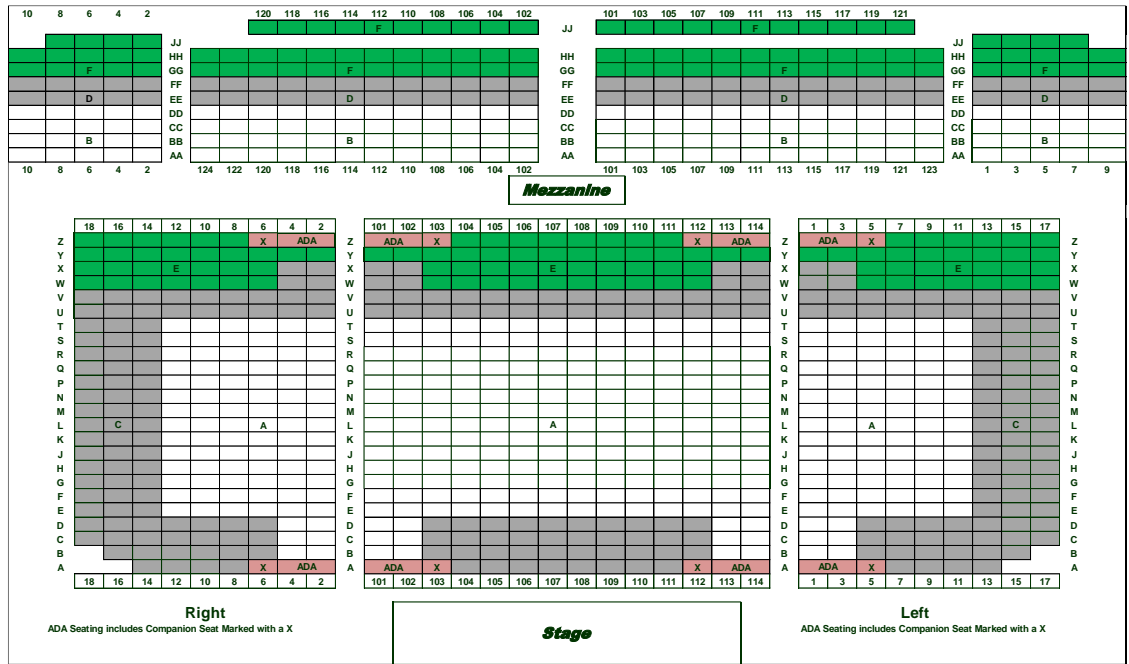 10 8 6 4 2 120 118 116 114 112 110 108 106 104 102 101 103 105 107 109 111 113 115 117 119 121 10 8 6 4 2
F JJ F
JJ JJ
HH HH HH
F GG F GG F GG F
FF FF FF
D EE D EE D EE D
DD DD DD
CC CC CC
B BB B BB B BB B
AA AA AA
10 8 6 4 2 124 122 120 118 116 114 112 110 108 106 104 102 101 103 105 107 109 111 113 115 117 119 121 123 1 3 5 7 9
Mezzanine
18 16 14 12 10 8 6 4 2 101 102 103 104 105 106 107 108 109 110 111 112 113 114 1 3 5 7 9 11 13 15 17
Z X ADA Z ADA X X ADA Z ADA X Z
Y Y Y Y
X E X E X E X
W W W W
V V V V
U U U U
T T T T
S S S S
R R R R
Q Q Q Q
P P P P
N N N N
M M M M
L C A L A L A C L
K K K K
J J J J
H H H H
G G G G
F F F F
E E E E
D D D D
C C C C
B B B B
A X ADA A ADA X X ADA A ADA X A
18 16 14 12 10 8 6 4 2 101 102 103 104 105 106 107 108 109 110 111 112 113 114 1 3 5 7 9 11 13 15 17
Right
ADA Seating includes Companion Seat Marked with a X
Stage
Left
ADA Seating includes Companion Seat Marked with a X